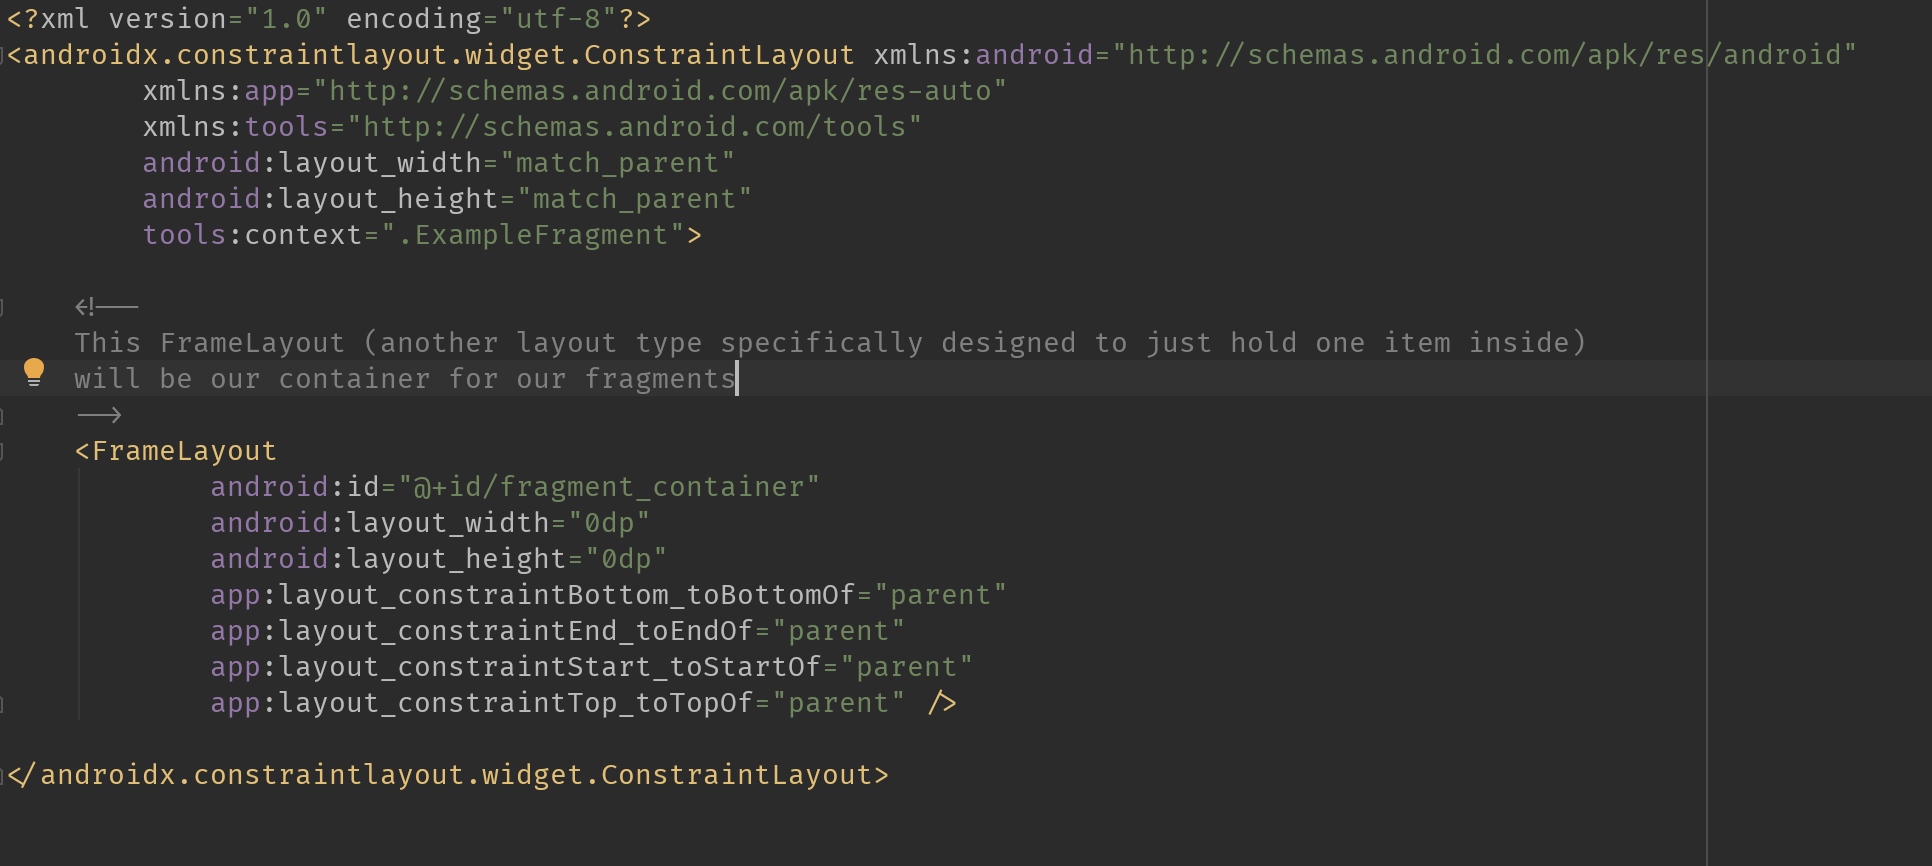 <?xml version="1.0" encoding="utf-8"?>
<androidx.constraintlayout.widget.ConstraintLayout xmlns:android="http://schemas.android.com/apk/res/android"
        xmlns:app="http://schemas.android.com/apk/res-auto"
        xmlns:tools="http://schemas.android.com/tools"
        android:layout_width="match_parent"
        android:layout_height="match_parent"
        tools:context=".ExampleFragment">

    <!--
    This FrameLayout (another layout type specifically designed to just hold one item inside)
    will be our container for our fragments
    -->
    <FrameLayout
            android:id="@+id/fragment_container"
            android:layout_width="0dp"
            android:layout_height="0dp"
            app:layout_constraintBottom_toBottomOf="parent"
            app:layout_constraintEnd_toEndOf="parent"
            app:layout_constraintStart_toStartOf="parent"
            app:layout_constraintTop_toTopOf="parent" />

</androidx.constraintlayout.widget.ConstraintLayout>